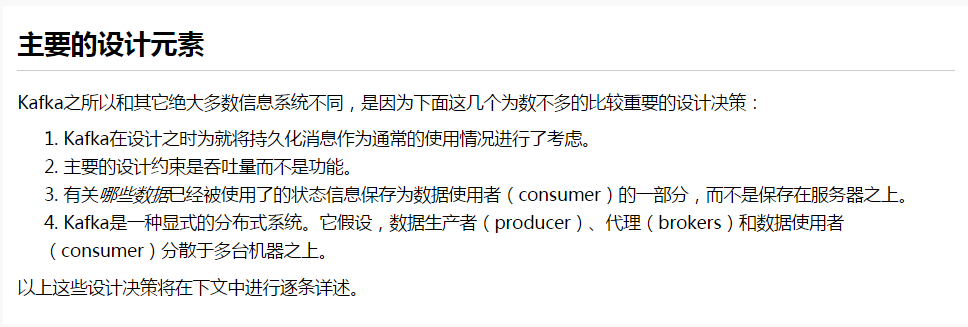 主要的设计元素
Kafka之所以和其它绝大多数信息系统不同，是因为下面这几个为数不多的比较重要的设计决策：
1. Kafka在设计之时为就将持久化消息作为通常的使用情况进行了考虑。
2. 主要的设计约束是吞吐量而不是功能。
3. 有关哪些数据已经被使用了的状态信息保存为数据使用者（consumer）的一部分，而不是保存在服务器之上。
4. Kafka是一种显式的分布式系统。它假设，数据生产者（producer）、代理（brokers）和数据使用者
（consumer）分散于多台机器之上。
以上这些设计决策将在下文中进行逐条详述。